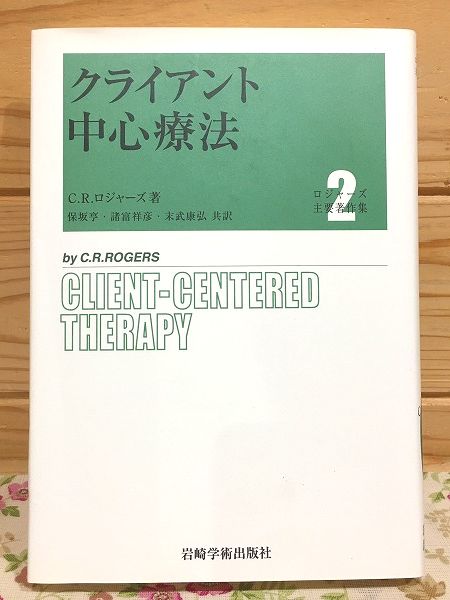 クライアント
中心療法
C.R.ロジャーズ著
保坂亨・諸富祥彦・末武康弘 共訳
2
ロジャーズ
主要著作集
by C.R.ROGERS
CLIENT-CENTERED
THERAPY
岩崎学術出版社